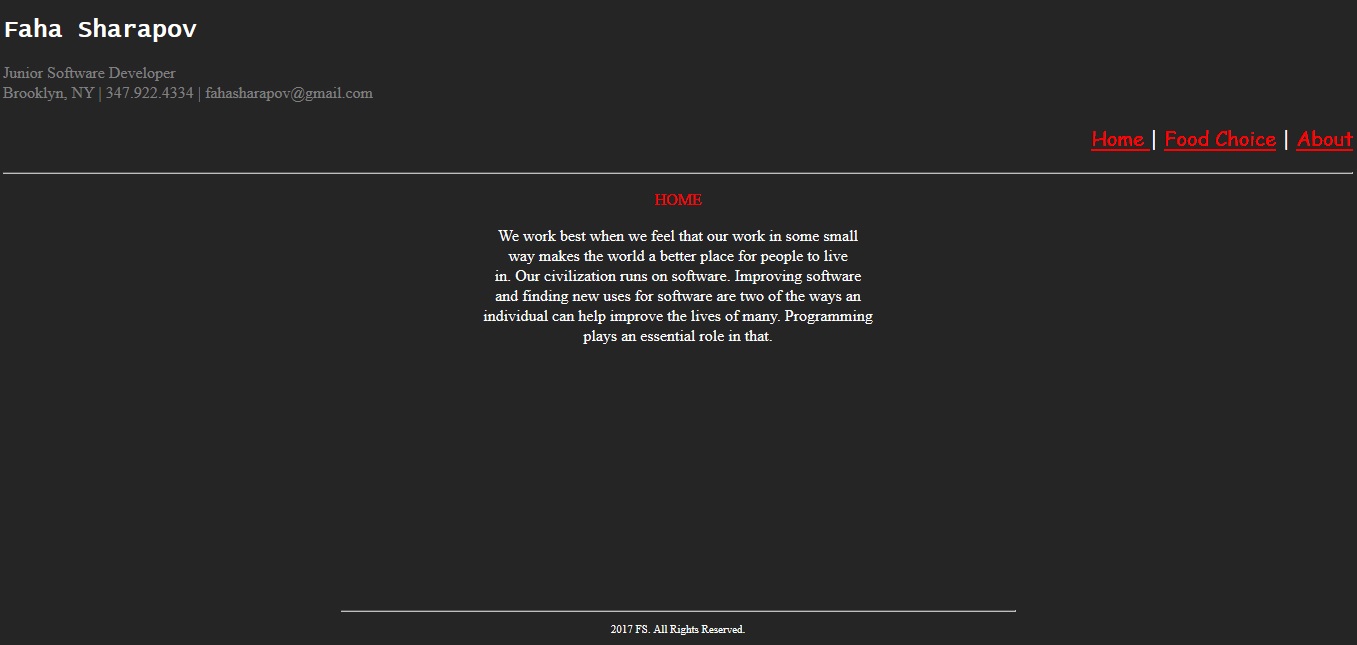 Faha Sharapov
Junior Software Developer
Brooklyn, NY | 347.922.4334 | fahasharapov@gmail.com
Home | Food Choice | About
HOME
We work best when we feel that our work in some small
way makes the world a better place for people to live
in. Our civilization runs on software. Improving software
and finding new uses for software are two of the ways an
individual can help improve the lives of many. Programming
plays an essential role in that.
2017 FS. All Rights Reserved.